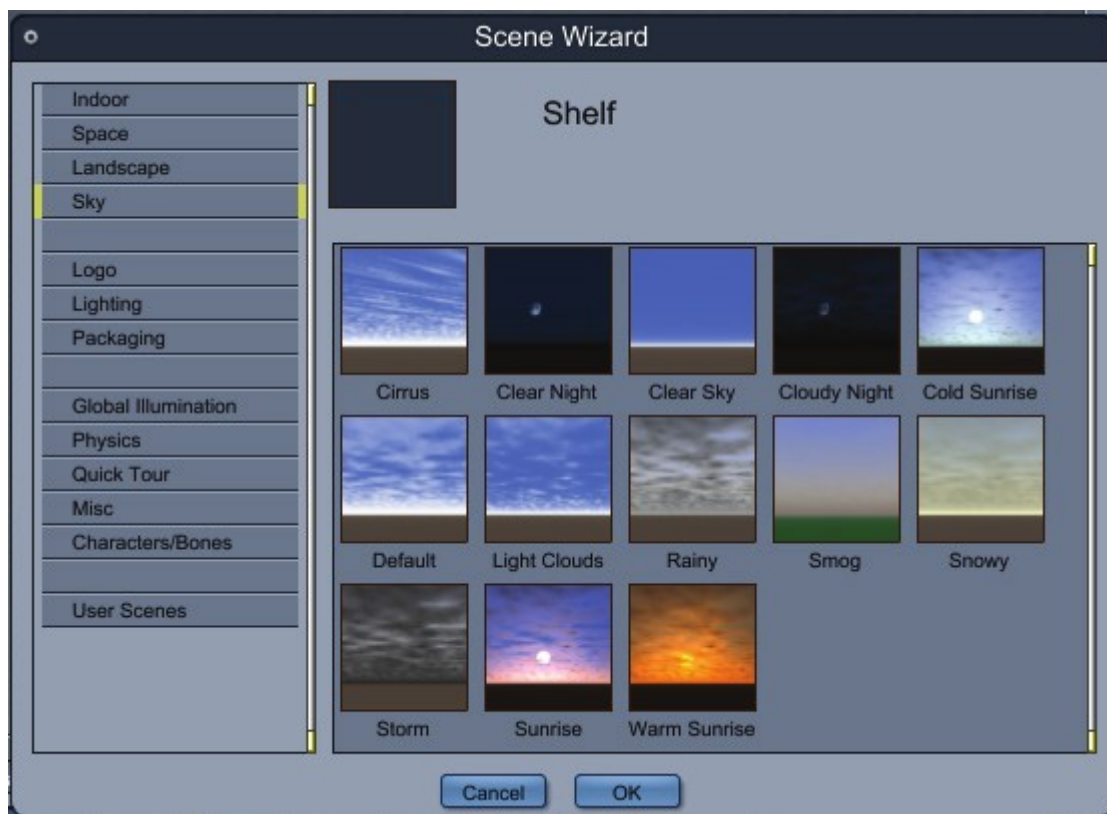 Scene Wizard
Indoor
Space
Landscape
Sky
Logo
Lighting
Packaging
Global Illumination
Physics
Quick Tour
Misc
Characters/Bones
User Scenes
Shelf
Cirrus Clear Night Clear Sky Cloudy Night Cold Sunrise
Default Light Clouds Rainy Smog Snowy
Storm Sunrise Warm Sunrise
Cancel OK